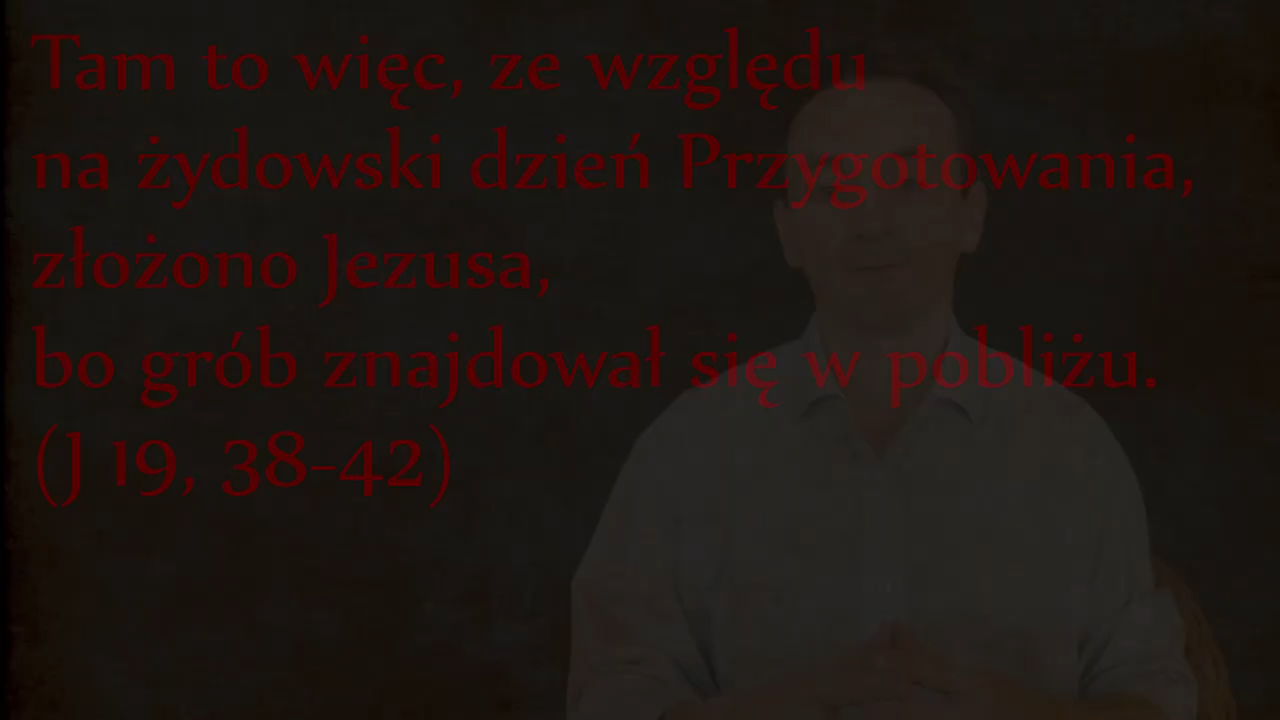 Tam to więc, ze względu
na żydowski dzień Przygotowania,
złożono Jezusa,
bo grób znajdował się w pobliżu.
(J 19, 38-42)